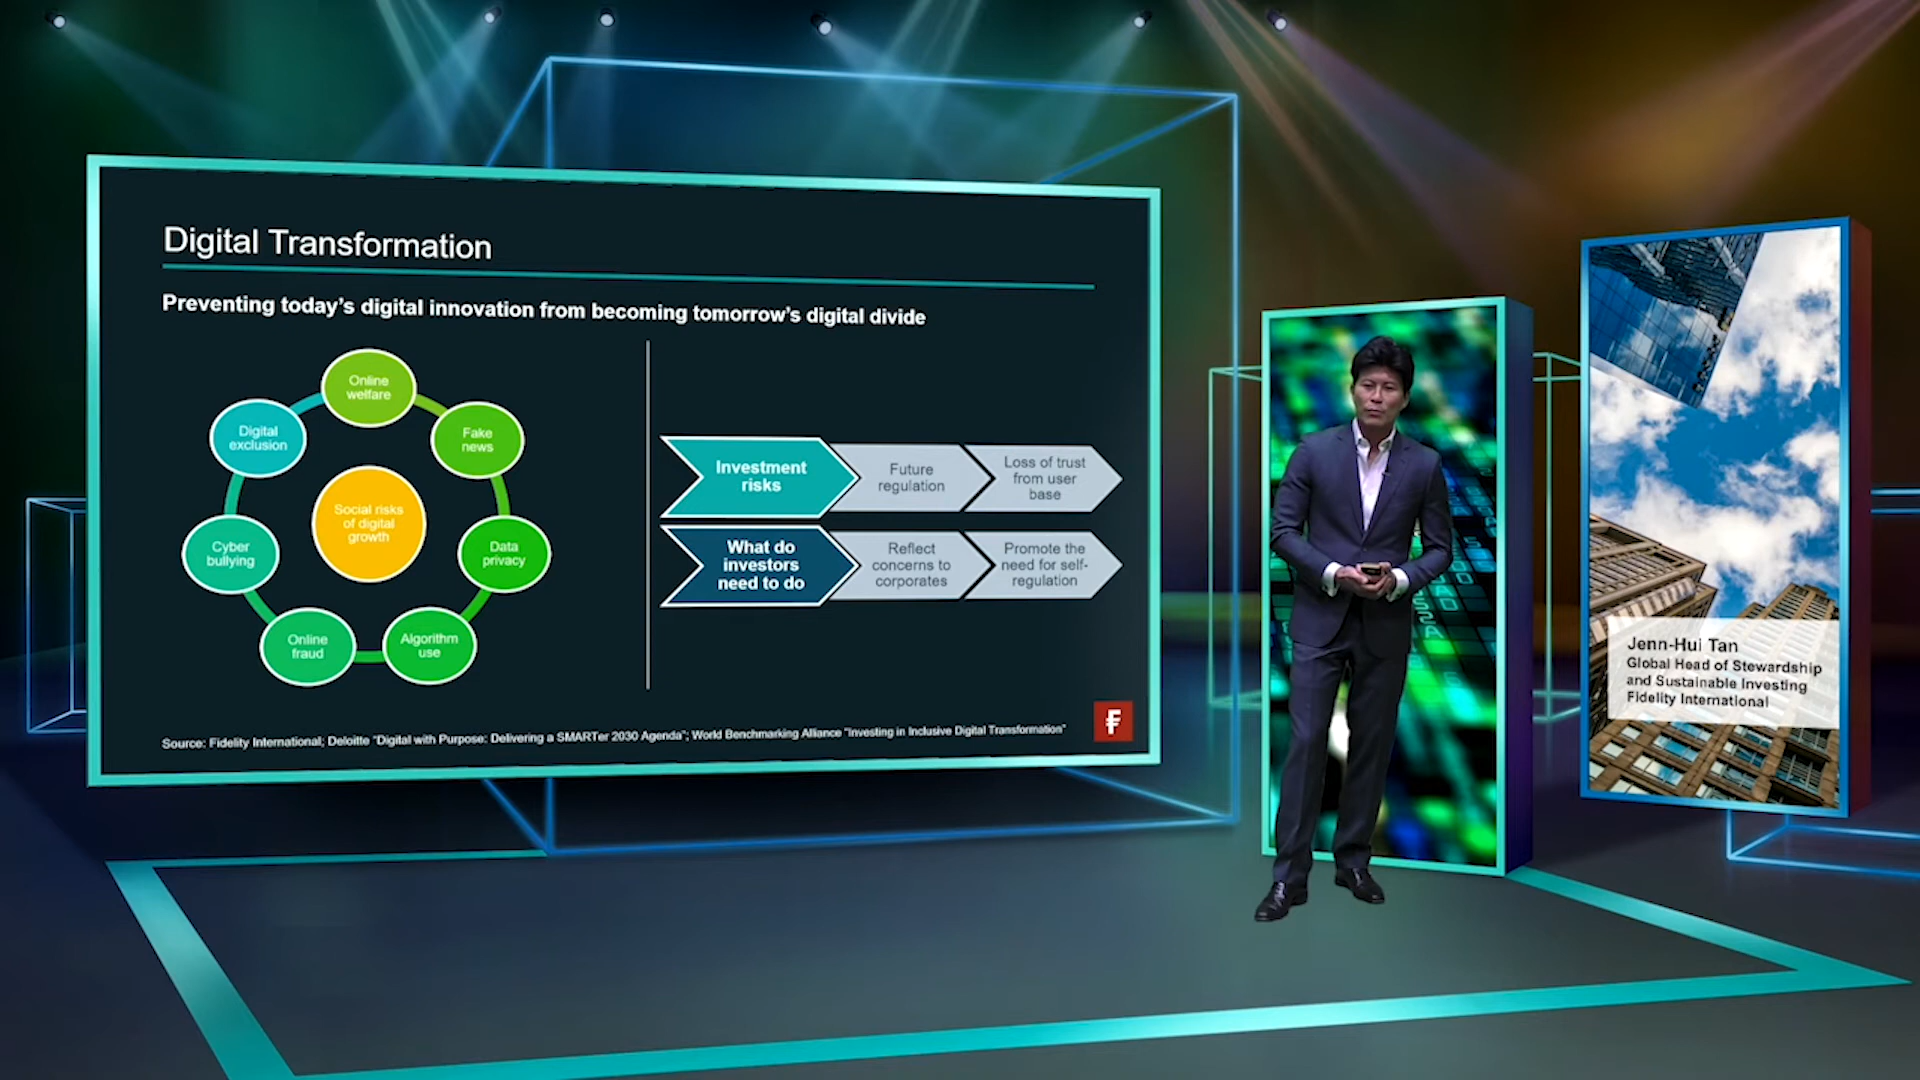 Digital Transformation
Preventing today's digital innovation from becoming tomorrow's digital divide
Online
welfare
Fake
news
Data
privacy
Algorithm
use
Online
fraud
Cyber
bullying
Digital
exclusion
Social risks
of digital
growth
Investment
risks
Future
regulation
Loss of trust
from user
base
What do
investors
need to do
Reflect
concerns to
corporates
Promote the
need for self-
regulation
Source: Fidelity International; Deloitte "Digital with Purpose: Delivering a SMARTer 2030 Agenda"; World Benchmarking Alliance "Investing in Inclusive Digital Transformation"
F
Jenn-Hui Tan
Global Head of Stewardship
and Sustainable Investing
Fidelity International